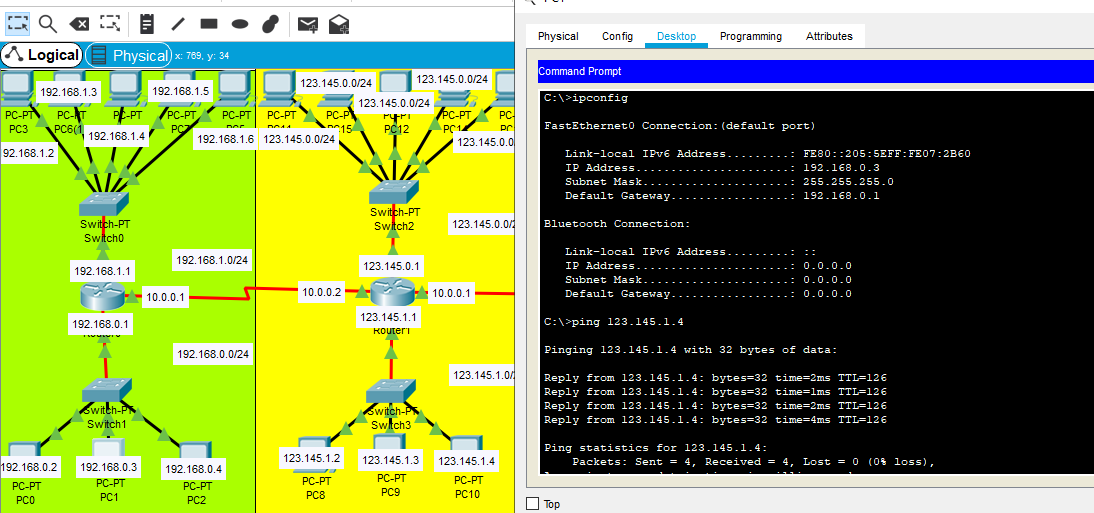 Logical
Physical x: 769, y: 34
192.168.1.3
192.168.1.5
PC-PT
PC3
PC-PT
PC6(1
PC-PT
PC-PT
192.168.1.4
192.168.1.6
92.168.1.2
Switch-PT
Switch0
192.168.1.0/24
192.168.1.1
10.0.0.1
192.168.0.1
192.168.0.0/24
Switch-PT
Switch1
192.168.0.2
192.168.0.3
192.168.0.4
PC-PT
PC0
PC-PT
PC1
PC-PT
PC2
123.145.0.0/24
123.145.0.0/24
123.145.0.0/24
PC-PT
PC15
PC12
PC-PT
123.145.0.0/24
123.145.0.0
Switch-PT
Switch2
123.145.0.0/2
123.145.0.1
10.0.0.2
10.0.0.1
123.145.1.1
Router1
123.145.1.0/
Switch-PT
Switch3
123.145.1.2
123.145.1.3
123.145.1.4
PC-PT
PC8
PC-PT
PC9
PC-PT
PC10
Physical Config Desktop Programming Attributes
Command Prompt
C:\>ipconfig
FastEthernet0 Connection:(default port)
Link-local IPv6 Address.........: FE80::205:5EFF:FE07:2B60
IP Address......................: 192.168.0.3
Subnet Mask.....................: 255.255.255.0
Default Gateway.................: 192.168.0.1
Bluetooth Connection:
Link-local IPv6 Address.........: ::
IP Address......................: 0.0.0.0
Subnet Mask.....................: 0.0.0.0
Default Gateway.................: 0.0.0.0
C:\>ping 123.145.1.4
Pinging 123.145.1.4 with 32 bytes of data:
Reply from 123.145.1.4: bytes=32 time=2ms TTL=126
Reply from 123.145.1.4: bytes=32 time=1ms TTL=126
Reply from 123.145.1.4: bytes=32 time=2ms TTL=126
Reply from 123.145.1.4: bytes=32 time=4ms TTL=126
Ping statistics for 123.145.1.4:
Packets: Sent = 4, Received = 4, Lost = 0 (0% loss),
Top